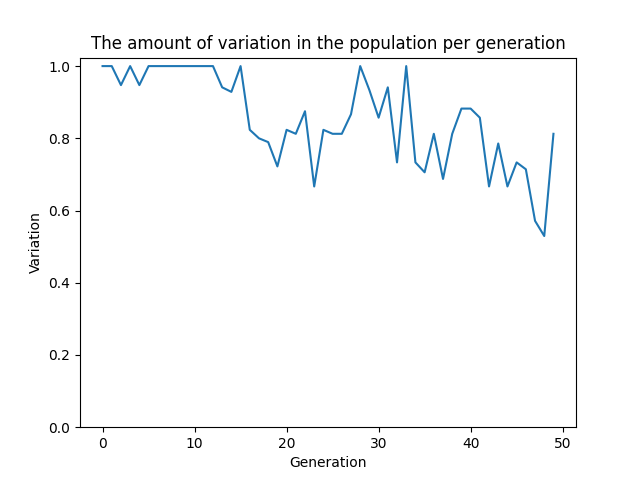 The amount of variation in the population per generation
1.0
0.8
0.6
0.4
0.2
0.0
Variation
0 10 20 30 40 50
Generation